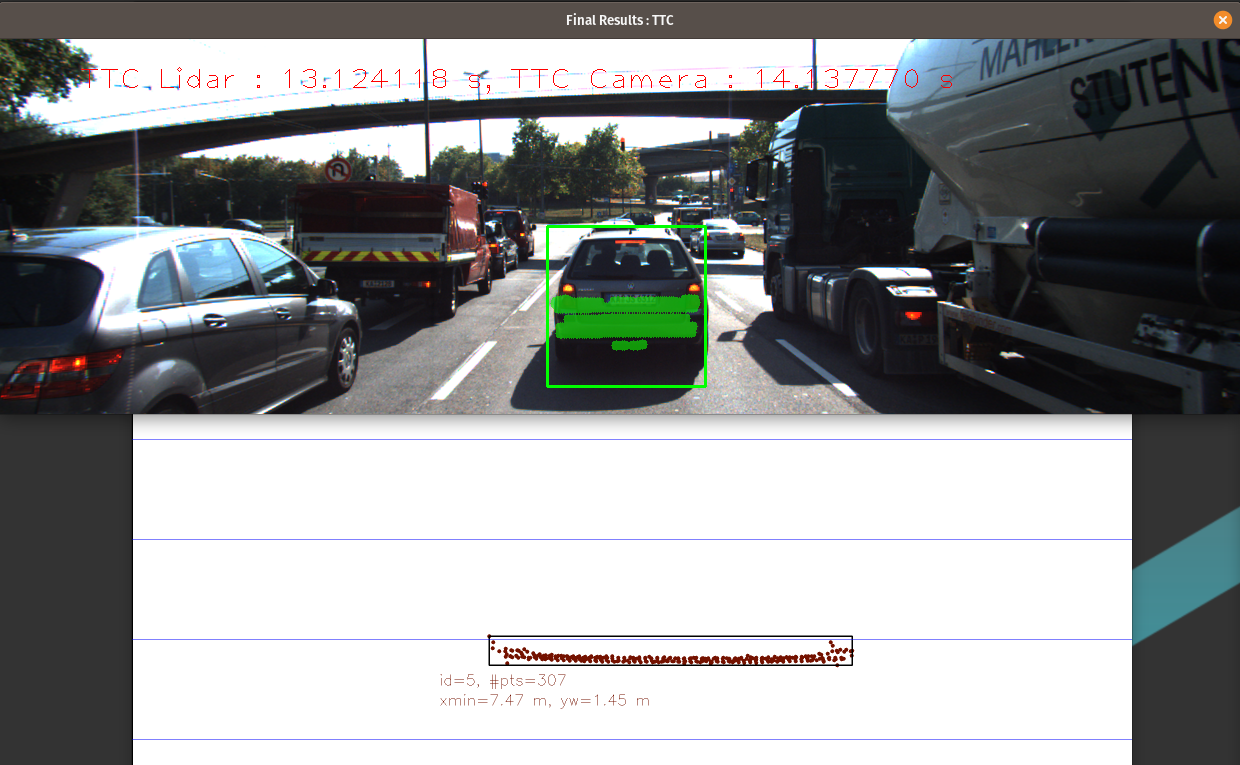 Final Results : TTC
TTC Lidar : 13.124118 s, TTC Camera : 14.137770 s
MAHLER
STUTENS
id=5, #pts=307
xmin=7.47 m, yw=1.45 m